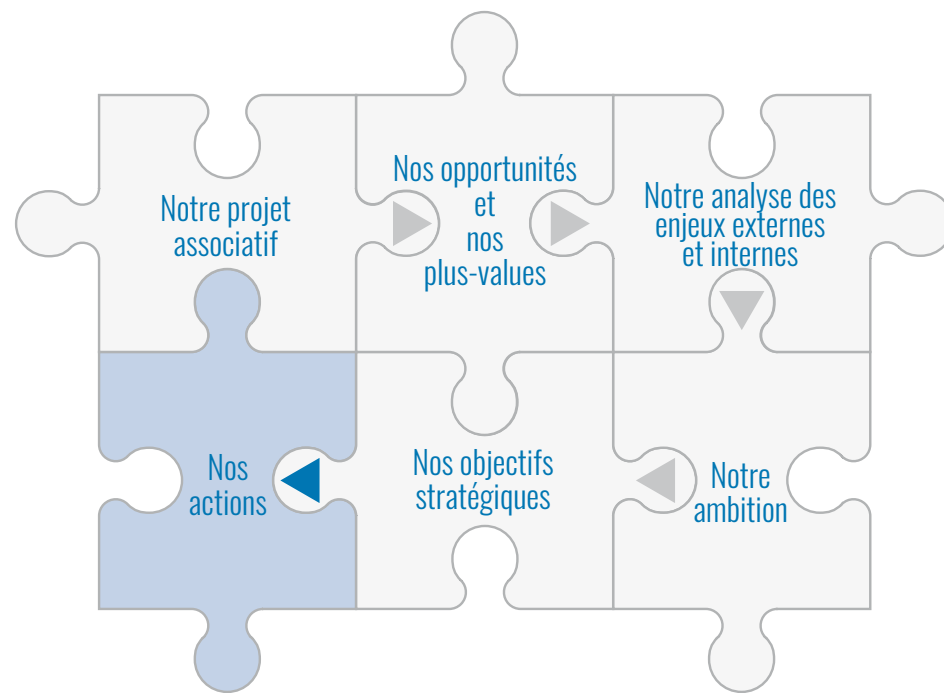 Notre projet
associatif
Nos opportunités
et
nos
plus-values
Notre analyse des
enjeux externes
et internes
Nos
actions
Nos objectifs
stratégiques
Notre
ambition